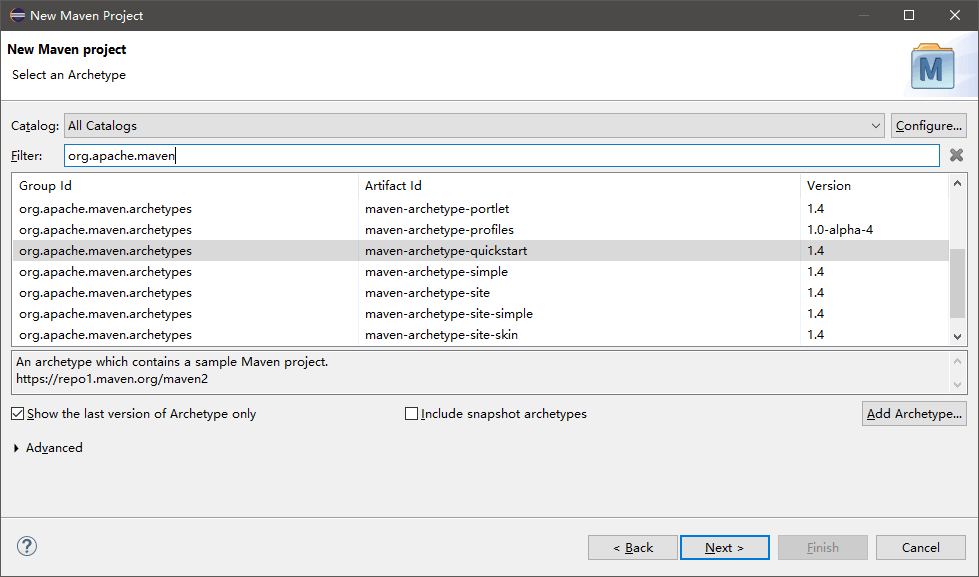 New Maven Project
New Maven project
Select an Archetype
M
Catalog: All Catalogs Configure...
Filter: org.apache.maven
Group Id Artifact Id Version
org.apache.maven.archetypes maven-archetype-portlet 1.4
org.apache.maven.archetypes maven-archetype-profiles 1.0-alpha-4
org.apache.maven.archetypes maven-archetype-quickstart 1.4
org.apache.maven.archetypes maven-archetype-simple 1.4
org.apache.maven.archetypes maven-archetype-site 1.4
org.apache.maven.archetypes maven-archetype-site-simple 1.4
org.apache.maven.archetypes maven-archetype-site-skin 1.4
An archetype which contains a sample Maven project.
https://repo1.maven.org/maven2
Show the last version of Archetype only Include snapshot archetypes Add Archetype...
Advanced
? < Back Next > Finish Cancel